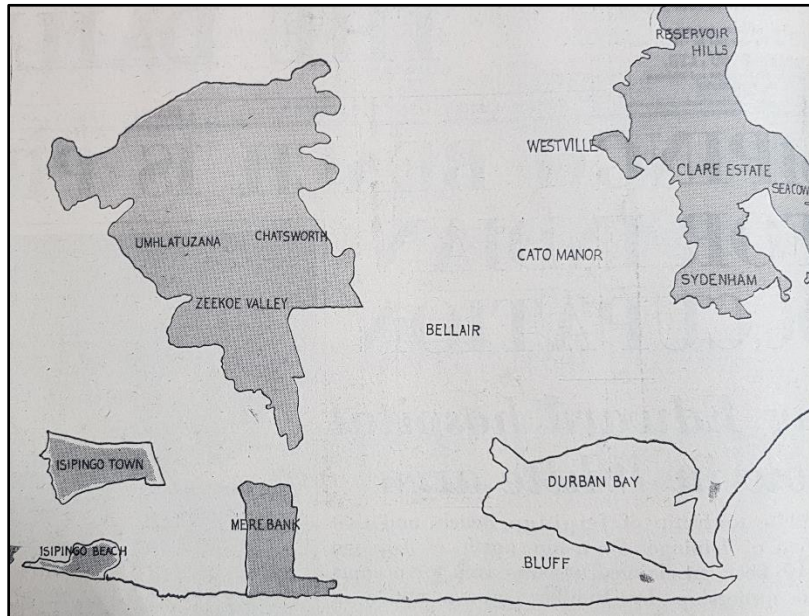 RESERVOIR
HILLS
WESTVILLE
CLARE ESTATE
SEACOW
UMHLATUZANA
CHATSWORTH
CATO MANOR
SYDENHAM
ZEEKOE VALLEY
BELLAIR
ISIPINGO TOWN
DURBAN BAY
MEREBANK
ISIPINGO BEACH
BLUFF